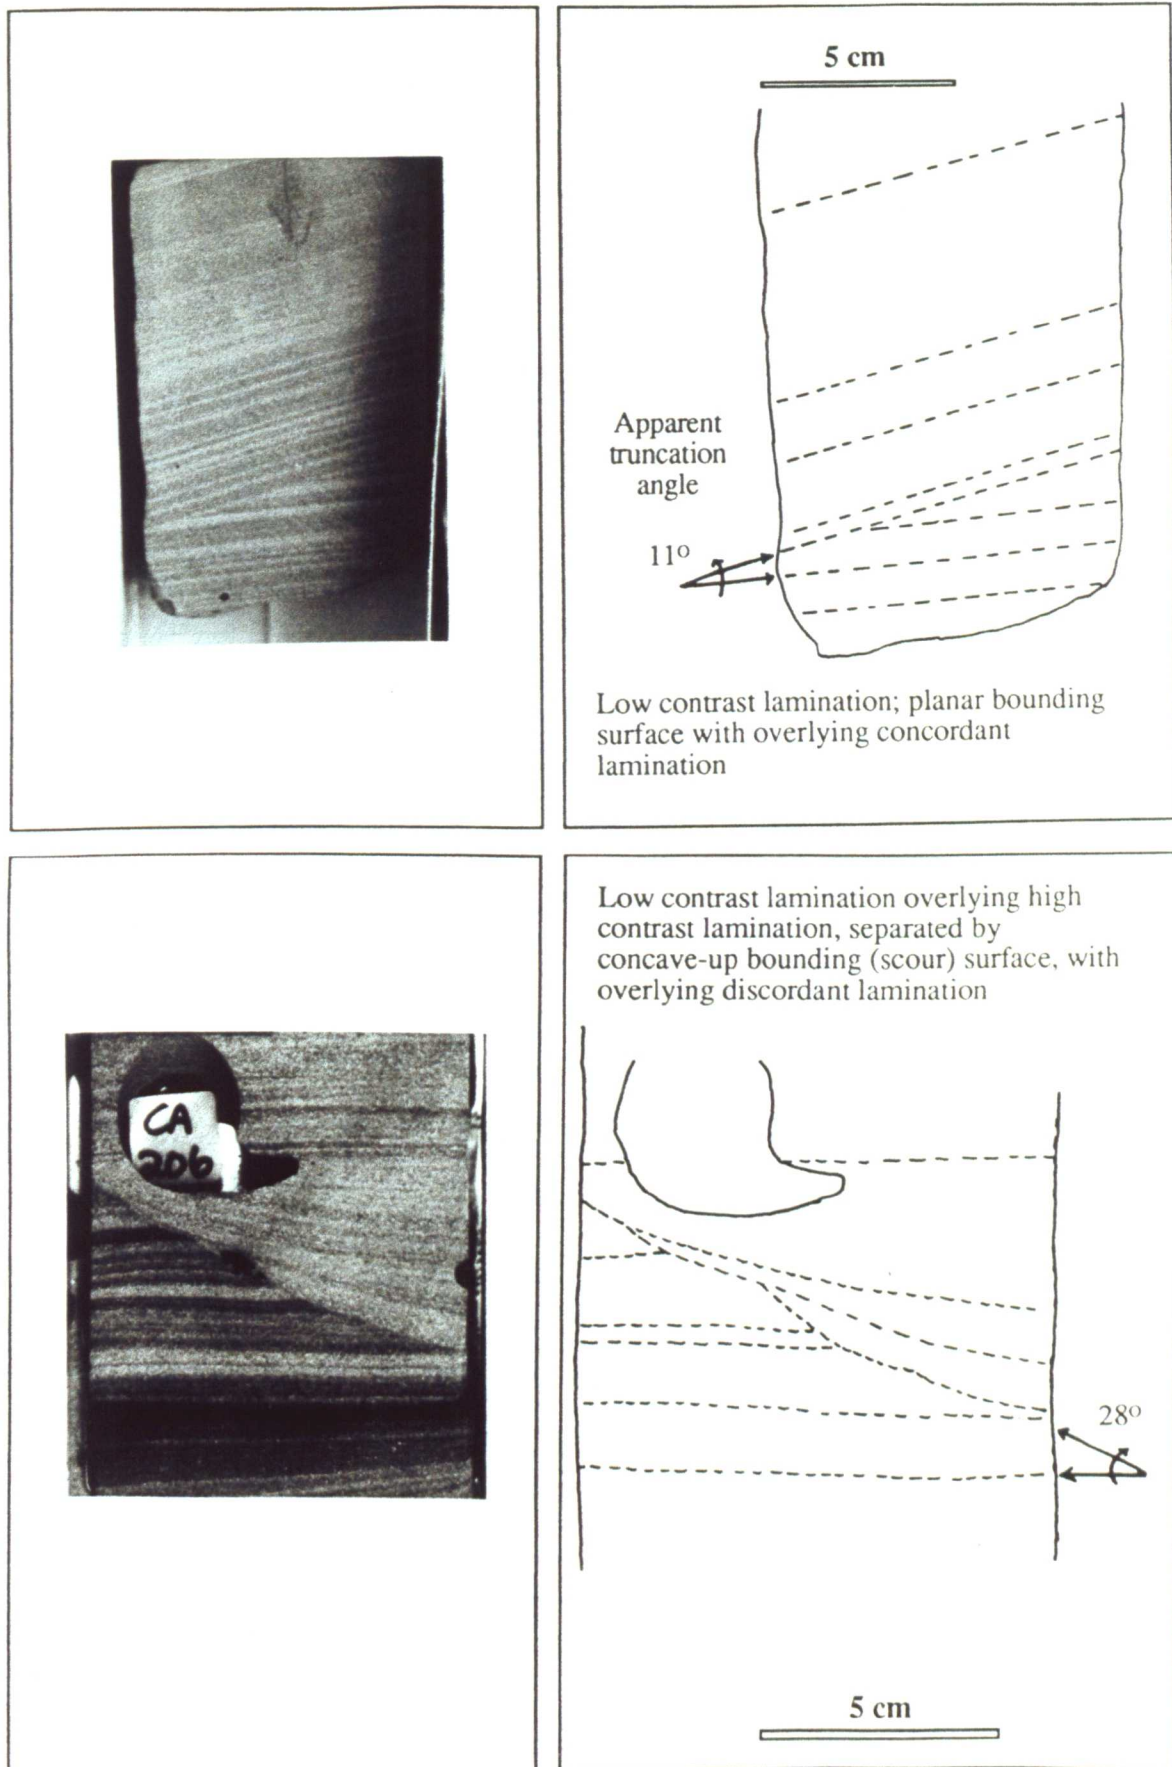 5 cm
Apparent
truncation
angle
11°
Low contrast lamination; planar bounding
surface with overlying concordant
lamination
Low contrast lamination overlying high
contrast lamination, separated by
concave-up bounding (scour) surface, with
overlying discordant lamination
CA
206
28°
5 cm